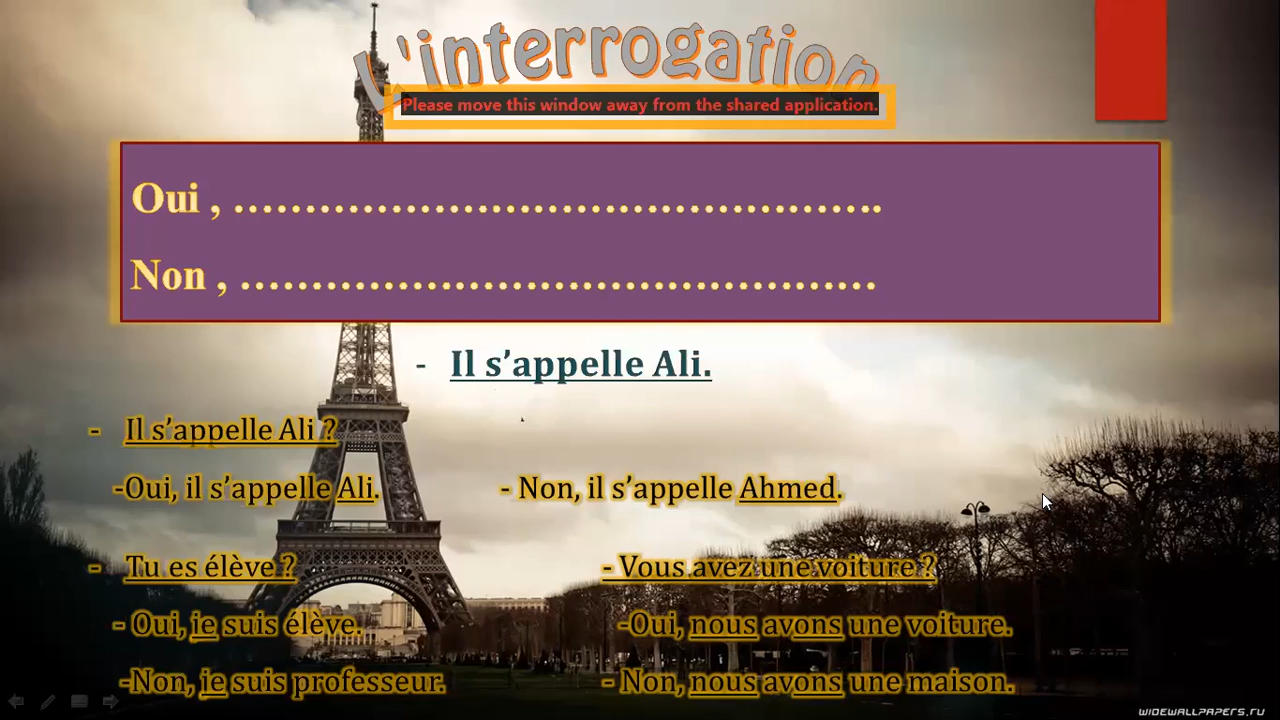 L'interrogation
Please move this window away from the shared application.
Oui , ……………………………………….
Non , ………………………………………
- Il s’appelle Ali.
- Il s’appelle Ali ?
-Oui, il s’appelle Ali.
- Non, il s’appelle Ahmed.
- Tu es élève ?
- Vous avez une voiture ?
- Oui, je suis élève.
-Oui, nous avons une voiture.
-Non, je suis professeur.
- Non, nous avons une maison.
WIDEWALLPAPERS.RU